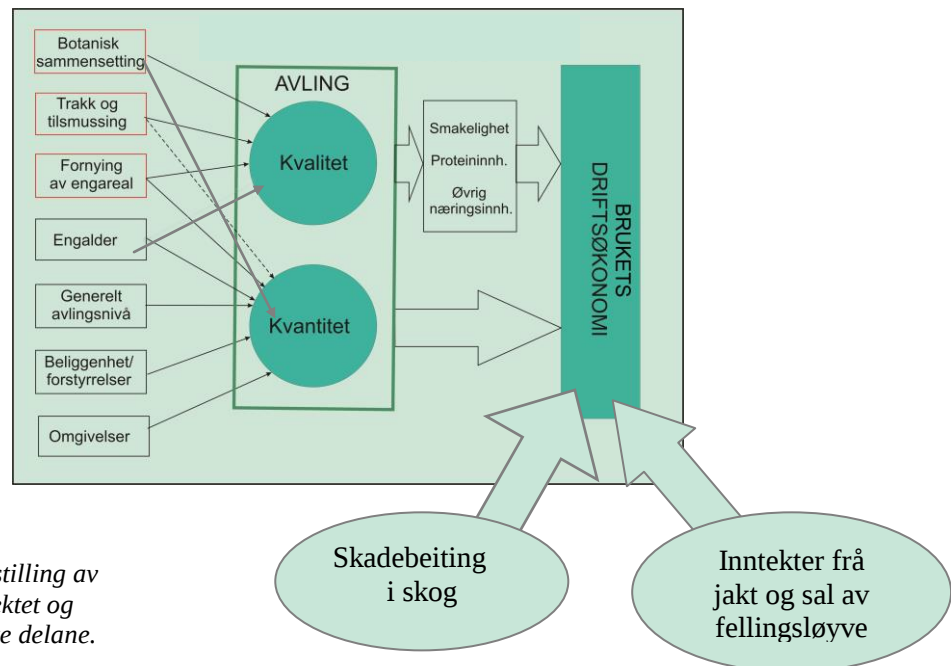 Botanisk
sammensetting
Trakk og
tilsmussing
Fornying
av engareal
Engalder
Generelt
avlingsnivå
Beliggenhet/
forstyrrelser
Omgivelser
AVLING
Kvalitet
Kvantitet
Smakelighet
Proteininnh.
Øvrig
næringsinnh.
BRUKETS
DRIFTSØKONOMI
Skadebeiting
i skog
Inntekter frå
jakt og sal av
fellingsløyve
stilling av
ektet og
e delane.